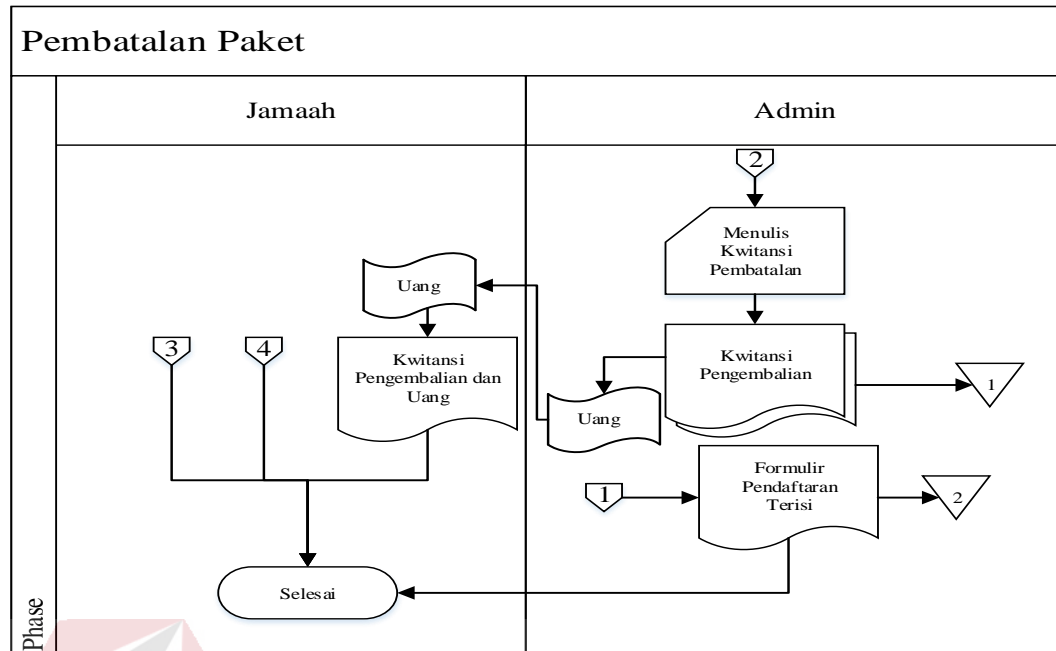 Pembatalan Paket
Jamaah
Admin
2
Menulis
Kwitansi
Pembatalan
Uang
3
4
Kwitansi
Pengembalian dan
Uang
Kwitansi
Pengembalian
1
Uang
1
Formulir
Pendaftaran
Terisi
2
Selesai
Phase